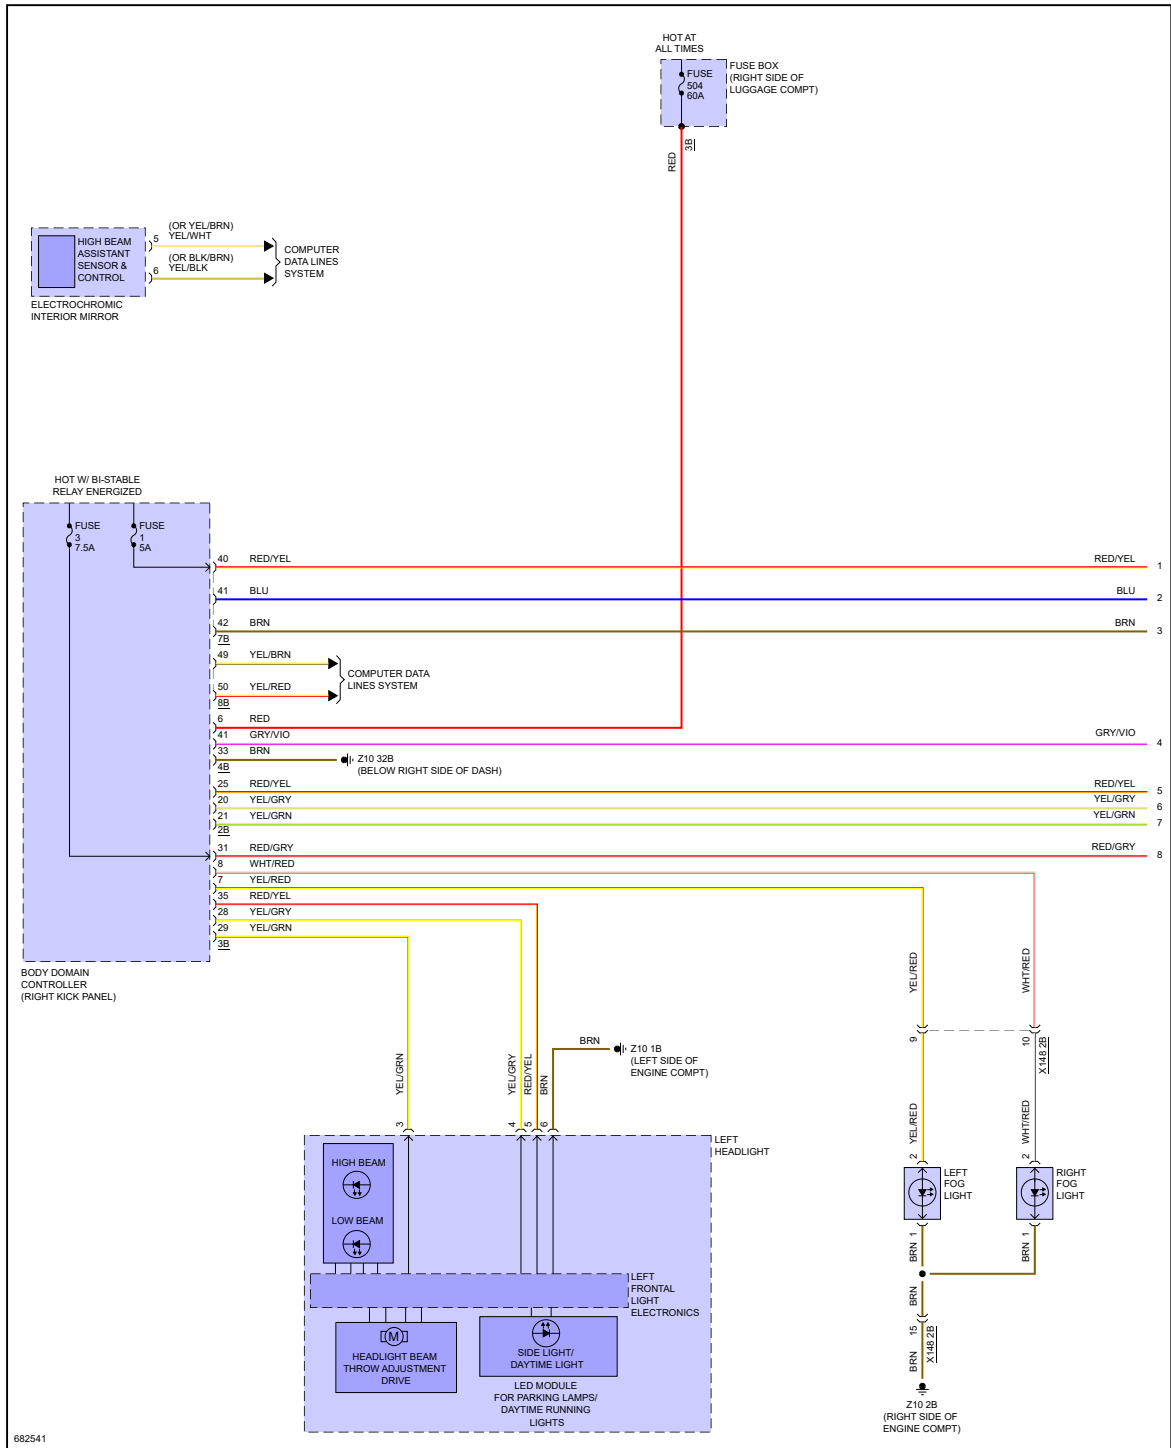 HOT AT
ALL TIMES
FUSE
504
60A
FUSE BOX
(RIGHT SIDE OF
LUGGAGE COMPT)
3B
RED
HIGH BEAM
ASSISTANT
SENSOR &
CONTROL
5
(OR YEL/BRN)
YEL/WHT
6
(OR BLK/BRN)
YEL/BLK
COMPUTER
DATA LINES
SYSTEM
ELECTROCHROMIC
INTERIOR MIRROR
HOT W/ BI-STABLE
RELAY ENERGIZED
FUSE
3
7.5A
FUSE
1
5A
40 RED/YEL RED/YEL 1
41 BLU BLU 2
42 BRN BRN 3
7B
49 YEL/BRN
50 YEL/RED
8B
COMPUTER DATA
LINES SYSTEM
6 RED
41 GRY/VIO GRY/VIO 4
33 BRN
4B
Z10 32B
(BELOW RIGHT SIDE OF DASH)
25 RED/YEL RED/YEL 5
20 YEL/GRY YEL/GRY 6
21 YEL/GRN YEL/GRN 7
2B
31 RED/GRY RED/GRY 8
8 WHT/RED
7 YEL/RED
35 RED/YEL
28 YEL/GRY
29 YEL/GRN
3B
BODY DOMAIN
CONTROLLER
(RIGHT KICK PANEL)
YEL/RED
WHT/RED
9
10
X148 2B
BRN
Z10 1B
(LEFT SIDE OF
ENGINE COMPT)
YEL/GRN
YEL/GRY
RED/YEL
BRN
3
4
5
6
YEL/RED
WHT/RED
2
2
LEFT
HEADLIGHT
HIGH BEAM
LOW BEAM
LEFT
FOG
LIGHT
RIGHT
FOG
LIGHT
1
BRN
1
BRN
LEFT
FRONTAL
LIGHT
ELECTRONICS
BRN
15
X148 2B
BRN
M
HEADLIGHT BEAM
THROW ADJUSTMENT
DRIVE
SIDE LIGHT/
DAYTIME LIGHT
LED MODULE
FOR PARKING LAMPS/
DAYTIME RUNNING
LIGHTS
Z10 2B
(RIGHT SIDE OF
ENGINE COMPT)
682541